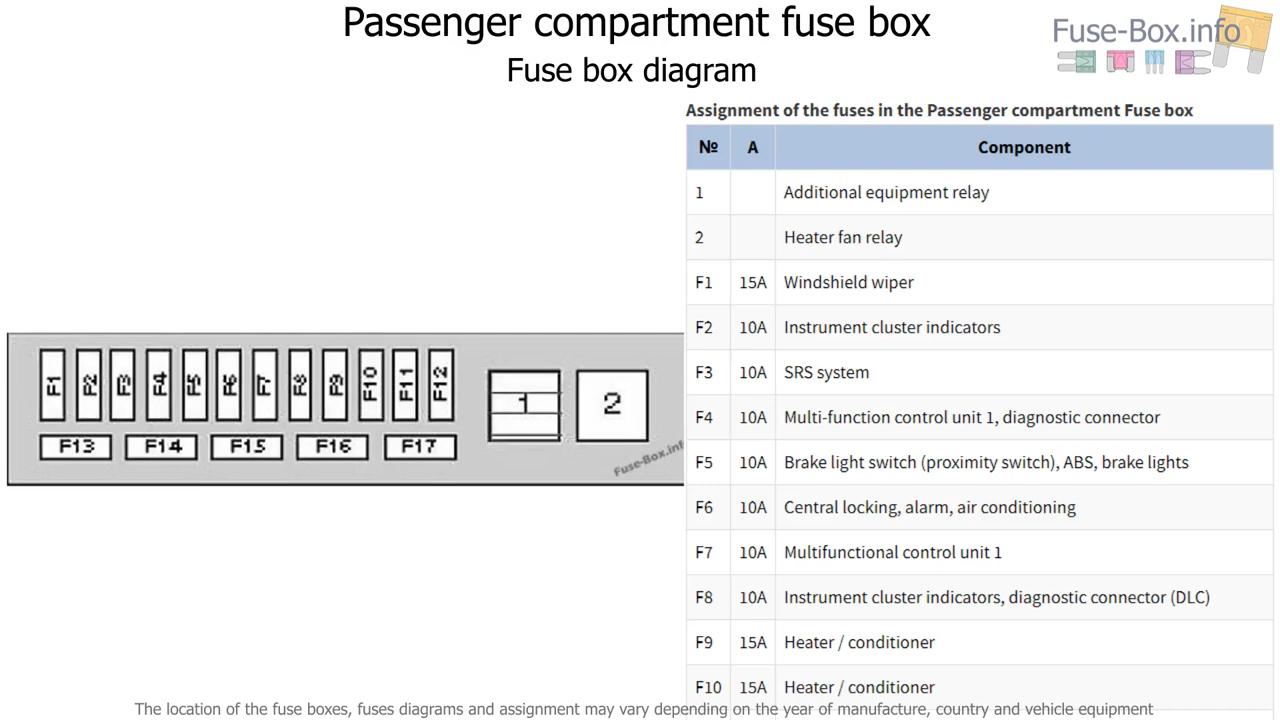 Passenger compartment fuse box
Fuse box diagram
Fuse-Box.info
Assignment of the fuses in the Passenger compartment Fuse box
№ A Component
1 Additional equipment relay
2 Heater fan relay
F1 15A Windshield wiper
F2 10A Instrument cluster indicators
F3 10A SRS system
F4 10A Multi-function control unit 1, diagnostic connector
F5 10A Brake light switch (proximity switch), ABS, brake lights
F6 10A Central locking, alarm, air conditioning
F7 10A Multifunctional control unit 1
F8 10A Instrument cluster indicators, diagnostic connector (DLC)
F9 15A Heater / conditioner
F10 15A Heater / conditioner
F1 F2 F3 F4 F5 F6 F7 F8 F9 F10 F11 F12
F13 F14 F15 F16 F17
1 2
Fuse-Box.inf
The location of the fuse boxes, fuses diagrams and assignment may vary depending on the year of manufacture, country and vehicle equipment